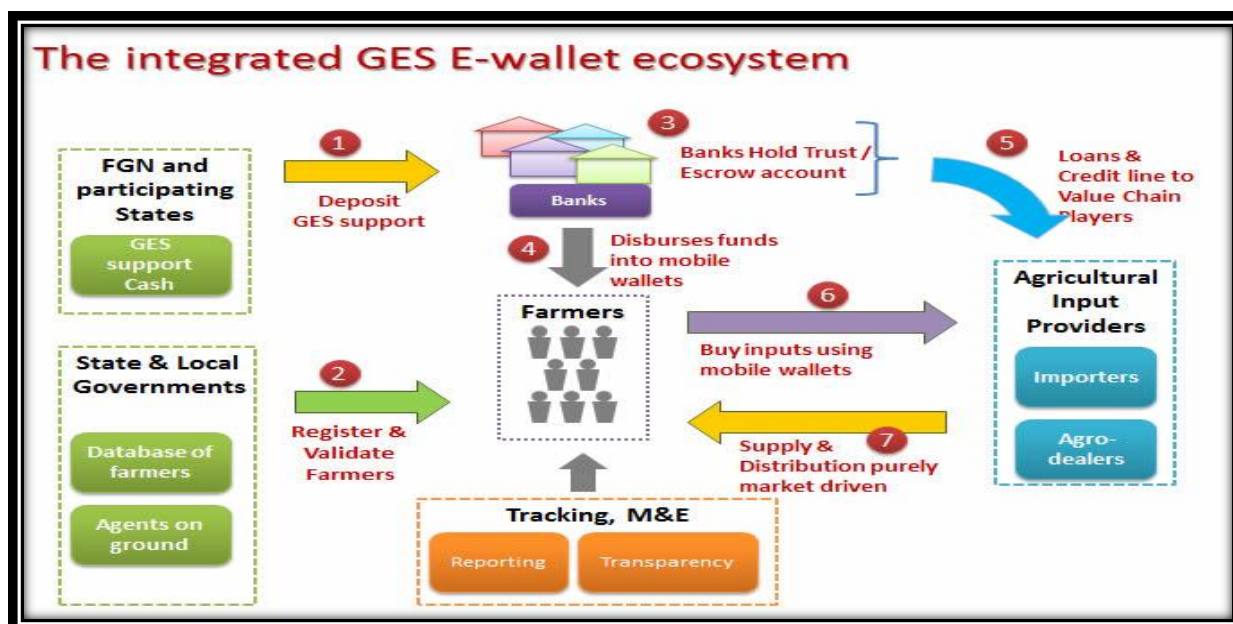 The integrated GES E-wallet ecosystem
FGN and
participating
States
GES
support
Cash
1
Deposit
GES support
Banks
3
Banks Hold Trust /
Escrow account
5
Loans &
Credit line to
Value Chain
Players
4
Disburses funds
into mobile
wallets
State & Local
Governments
Database of
farmers
Agents on
ground
2
Register &
Validate
Farmers
Farmers
6
Buy inputs using
mobile wallets
7
Supply &
Distribution purely
market driven
Agricultural
Input
Providers
Importers
Agro-
dealers
Tracking, M&E
Reporting
Transparency